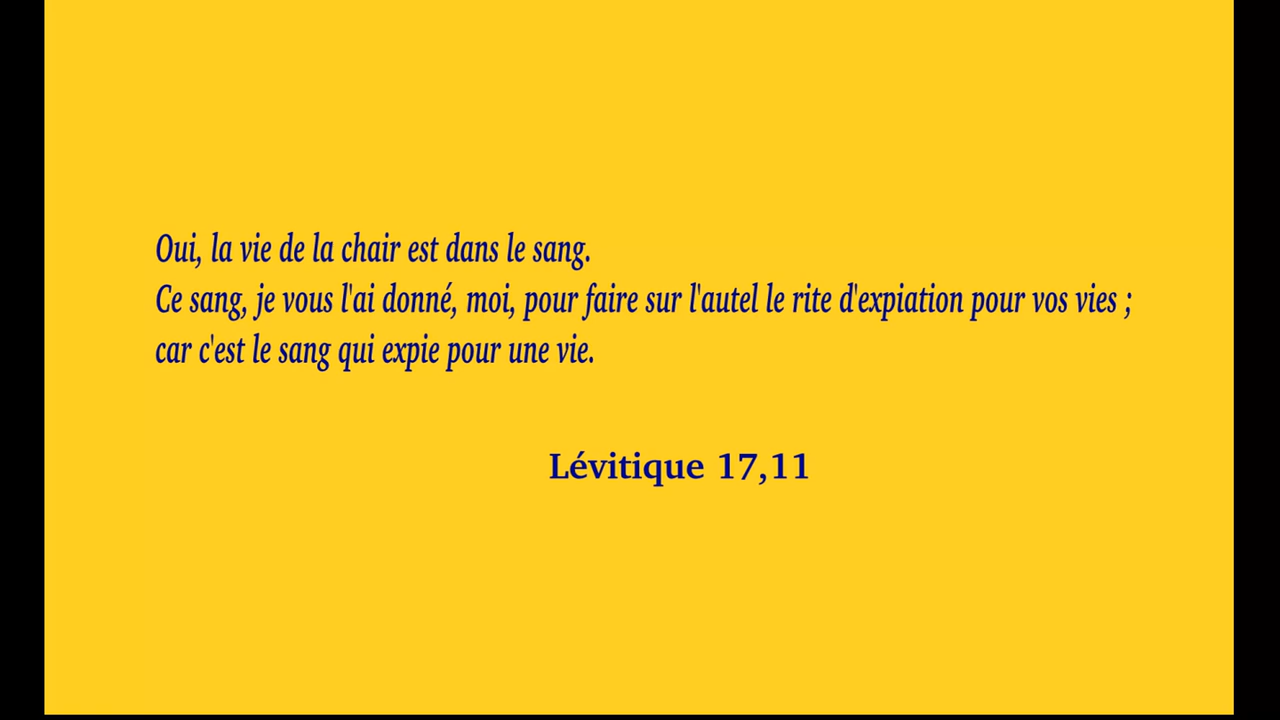 Oui, la vie de la chair est dans le sang.
Ce sang, je vous l'ai donné, moi, pour faire sur l'autel le rite d'expiation pour vos vies ;
car c'est le sang qui expie pour une vie.
Lévitique 17,11